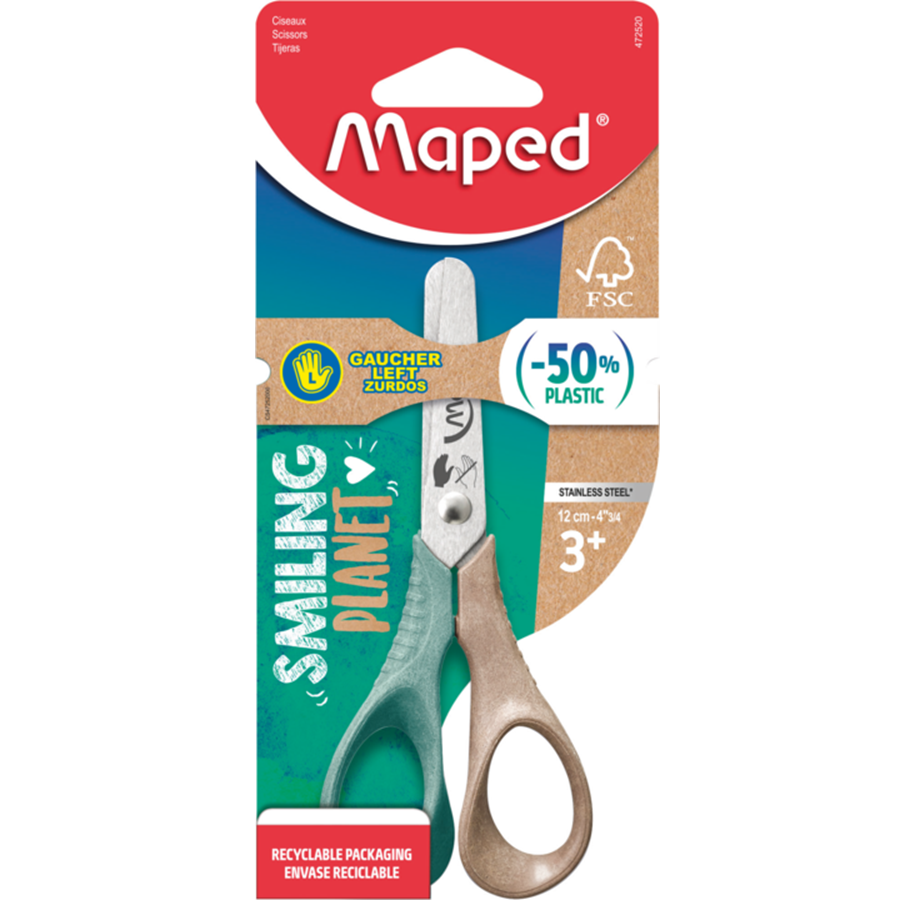 Ciseaux
Scissors
Tijeras
472520
Maped®
FSC™
GAUCHER
LEFT
ZURDOS
L
-50%
PLASTIC
SMILING
PLANET
STAINLESS STEEL*
12 cm - 4"3/4
3+
RECYCLABLE PACKAGING
ENVASE RECICLABLE